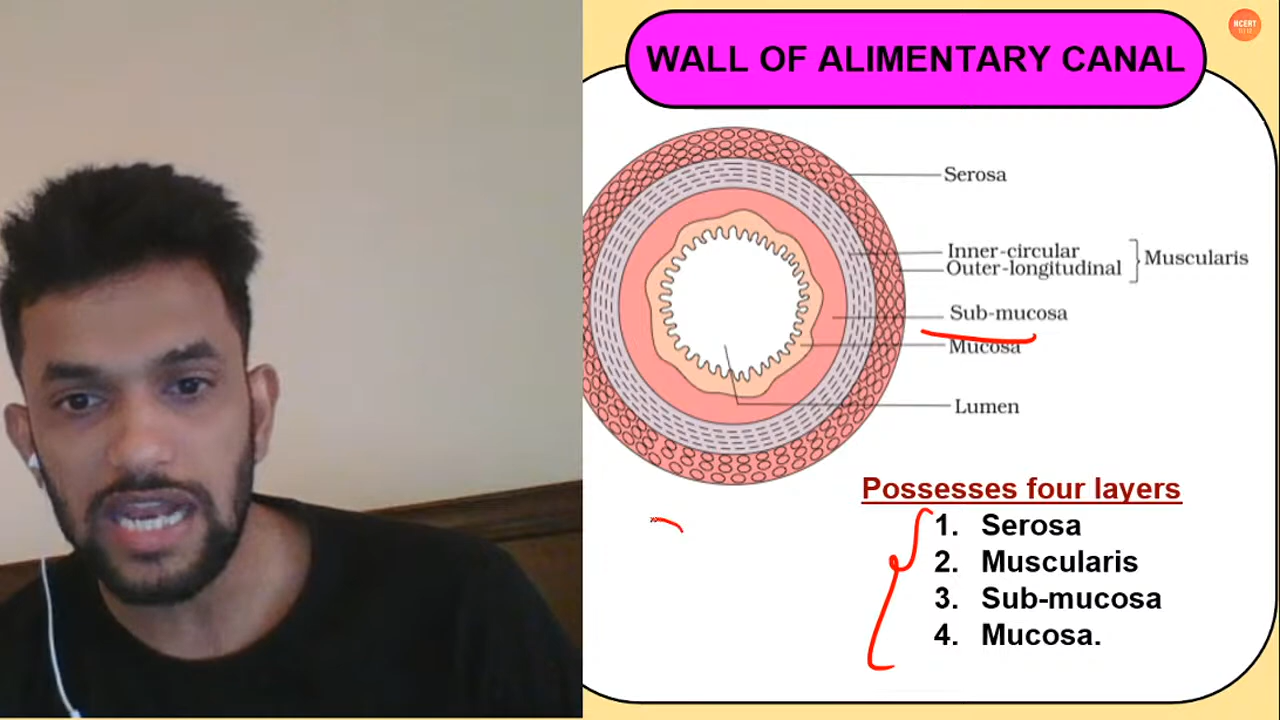 NCERT
WALL OF ALIMENTARY CANAL
Serosa
Inner-circular
Outer-longitudinal
Muscularis
Sub-mucosa
Mucosa
Lumen
Possesses four layers
1. Serosa
2. Muscularis
3. Sub-mucosa
4. Mucosa.